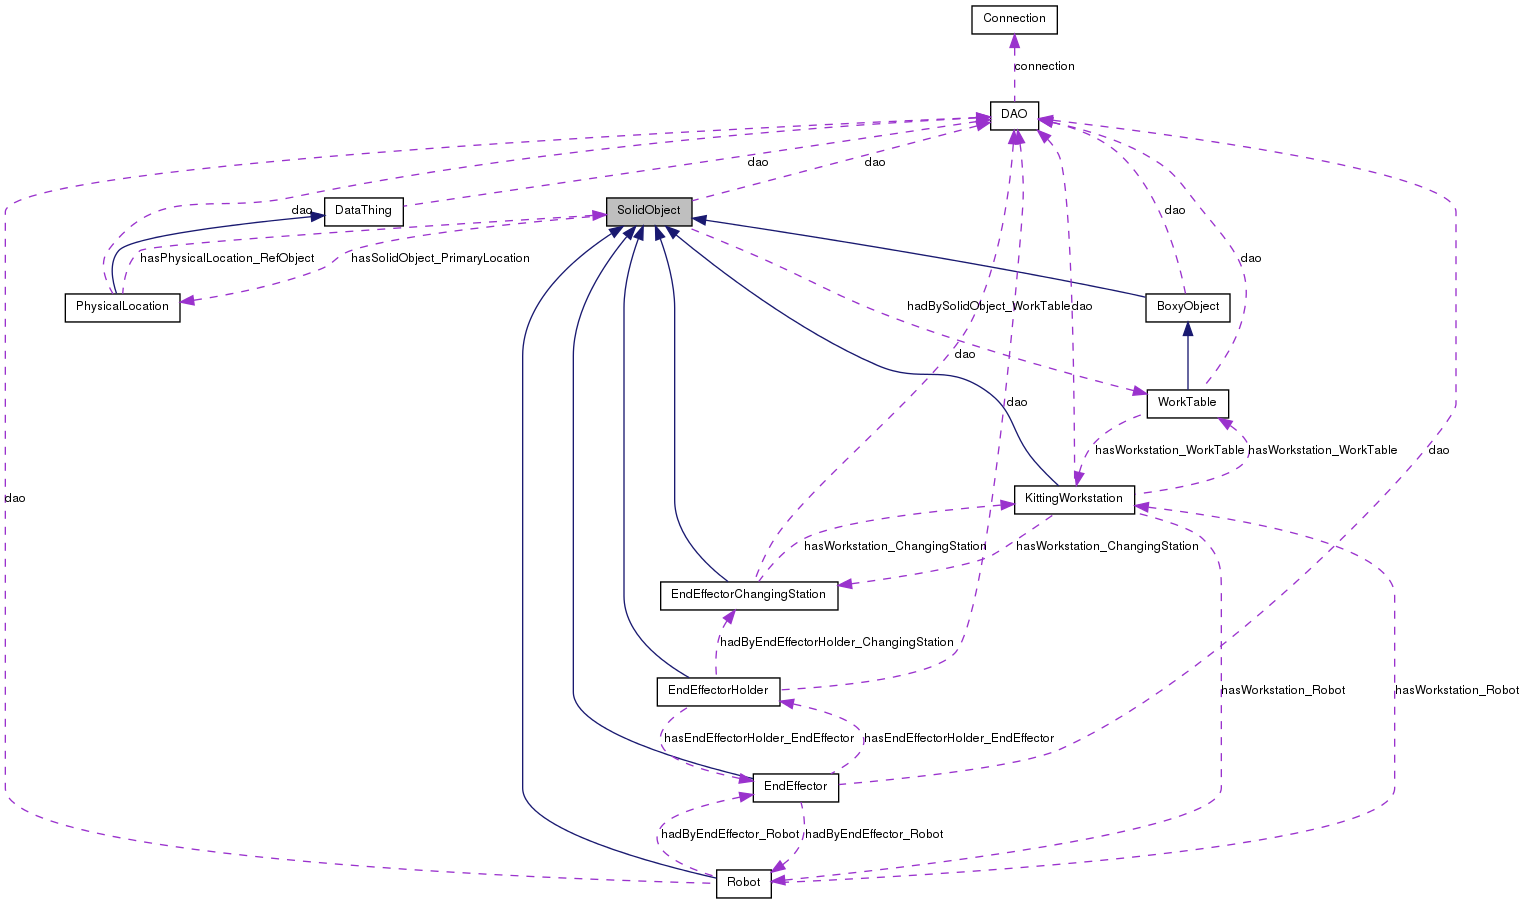 Connection
connection
DAO
dao
dao
dao
DataThing
SolidObject
dao
hasPhysicalLocation_RefObject
hasSolidObject_PrimaryLocation
dao
PhysicalLocation
hadBySolidObject_WorkTable
dao
BoxyObject
dao
dao
WorkTable
hasWorkstation_WorkTable
hasWorkstation_WorkTable
dao
dao
KittingWorkstation
hasWorkstation_ChangingStation
hasWorkstation_ChangingStation
EndEffectorChangingStation
hadByEndEffectorHolder_ChangingStation
EndEffectorHolder
hasWorkstation_Robot
hasWorkstation_Robot
hasEndEffectorHolder_EndEffector
hasEndEffectorHolder_EndEffector
EndEffector
hadByEndEffector_Robot
hadByEndEffector_Robot
Robot